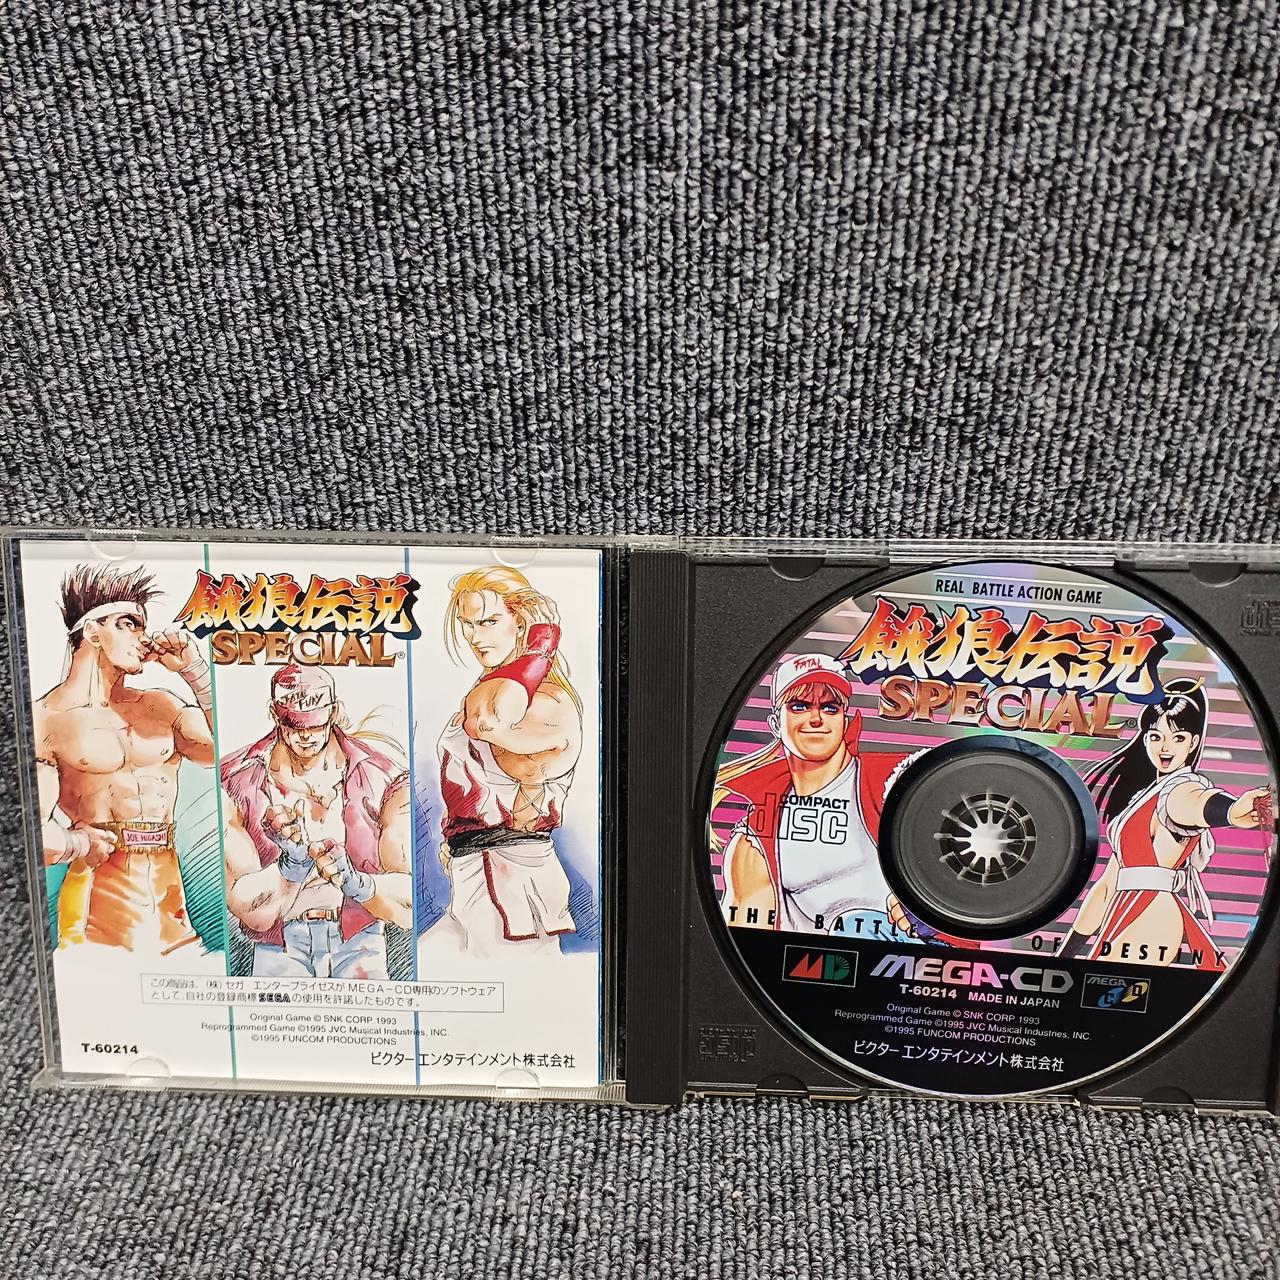 餓狼伝説
SPECIAL®
FATAL
FURY
JOE HIGASHI
この商品は、(株)セガ・エンタープライゼスがMEGA-CD専用のソフトウェア
として、自社の登録商標SEGAの使用を許諾したものです。
Original Game © SNK CORP. 1993
Reprogrammed Game ©1995 JVC Musical Industries, INC.
©1995 FUNCOM PRODUCTIONS
T-60214
ビクター エンタテインメント株式会社
REAL BATTLE ACTION GAME
餓狼伝説
SPECIAL®
FATAL
COMPACT
disc
THE BATTLE OF DESTINY
MD
MEGA-CD
MEGA
CD
T-60214 MADE IN JAPAN
Original Game © SNK CORP. 1993
Reprogrammed Game ©1995 JVC Musical Industries, INC.
©1995 FUNCOM PRODUCTIONS
ビクター エンタテインメント株式会社